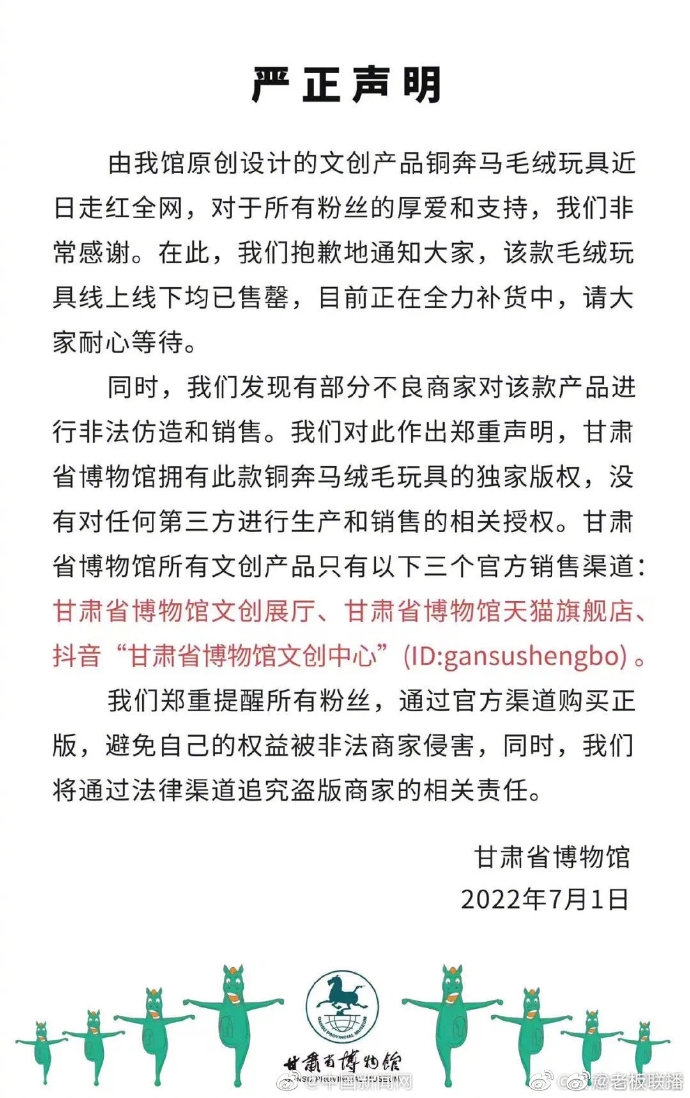 严正声明
由我馆原创设计的文创产品铜奔马毛绒玩具近
日走红全网，对于所有粉丝的厚爱和支持，我们非
常感谢。在此，我们抱歉地通知大家，该款毛绒玩
具线上线下均已售罄，目前正在全力补货中，请大
家耐心等待。
同时，我们发现有部分不良商家对该款产品进
行非法仿造和销售。我们对此作出郑重声明，甘肃
省博物馆拥有此款铜奔马绒毛玩具的独家版权，没
有对任何第三方进行生产和销售的相关授权。甘肃
省博物馆所有文创产品只有以下三个官方销售渠道：
甘肃省博物馆文创展厅、甘肃省博物馆天猫旗舰店、
抖音“甘肃省博物馆文创中心”(ID:gansushengbo)。
我们郑重提醒所有粉丝，通过官方渠道购买正
版，避免自己的权益被非法商家侵害，同时，我们
将通过法律渠道追究盗版商家的相关责任。
甘肃省博物馆
2022年7月1日
GANSU PROVINCIAL MUSEUM
甘肃省博物馆
GANSU PROVINCIAL MUSEUM
@中国新闻网
@老板联播